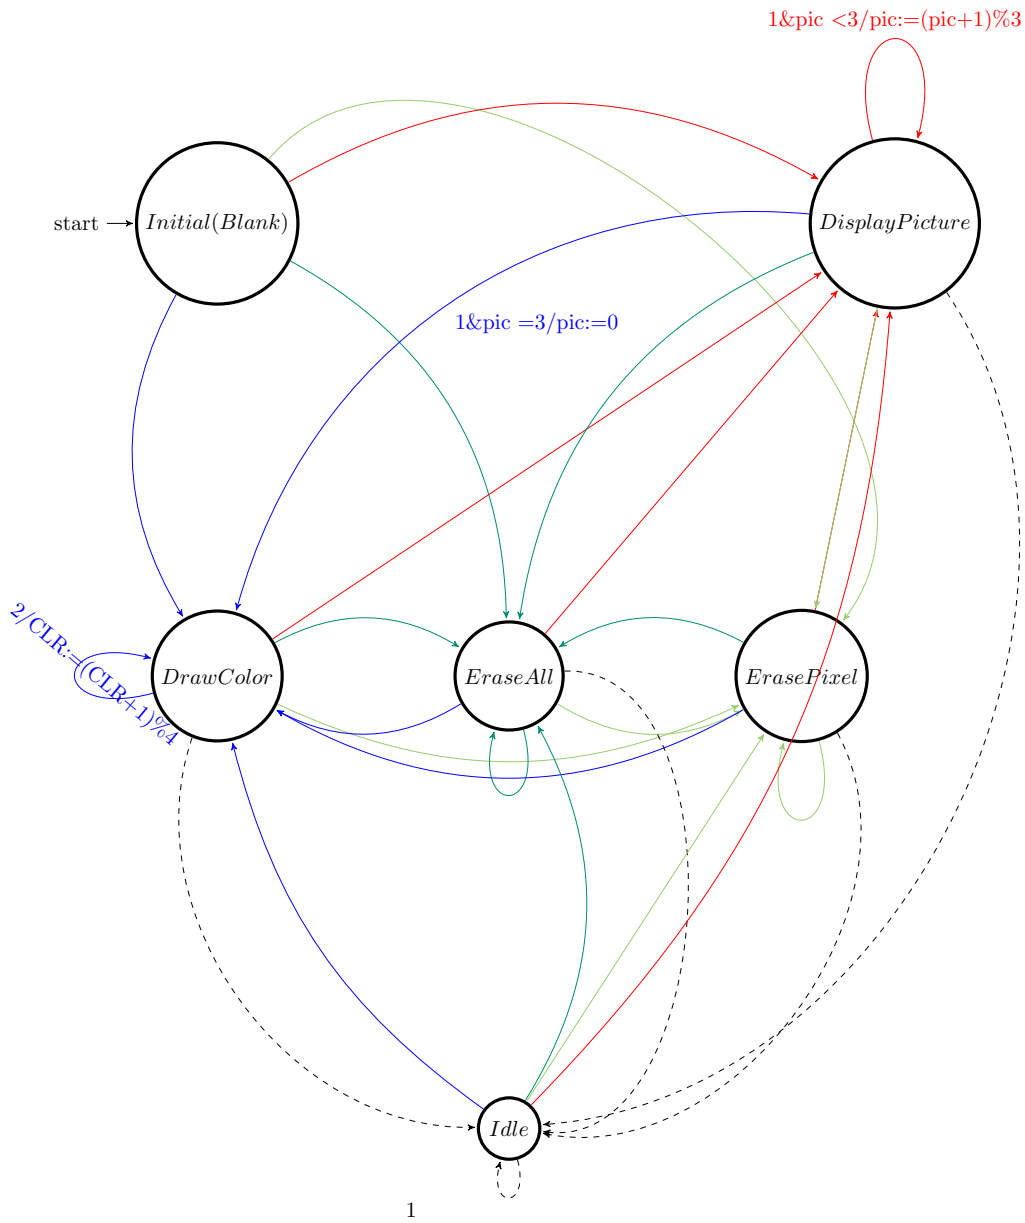 1&pic <3/pic:=(pic+1)%3
start
Initial(Blank)
DisplayPicture
1&pic =3/pic:=0
2/CLR:=(CLR+1)%4
DrawColor
EraseAll
ErasePixel
Idle
1